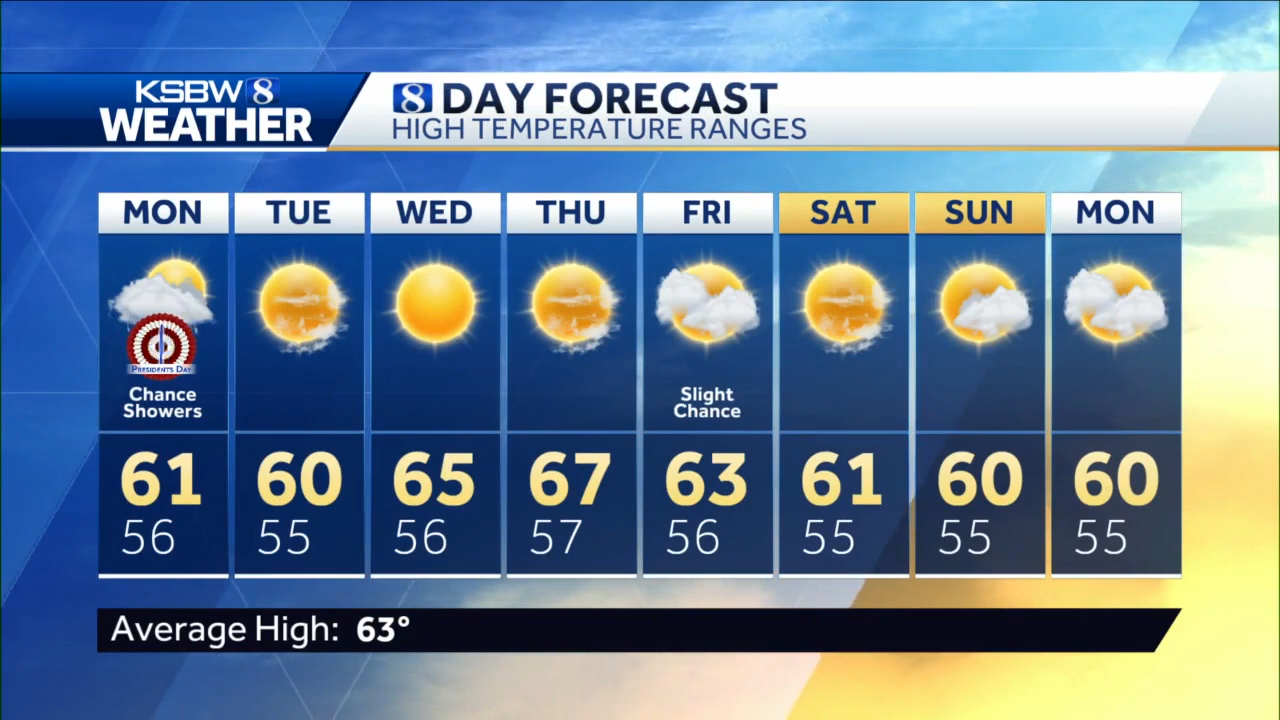 KSBW 8
WEATHER
8 DAY FORECAST
HIGH TEMPERATURE RANGES
MON TUE WED THU FRI SAT SUN MON
PRESIDENTS DAY
Chance Slight
Showers Chance
61 60 65 67 63 61 60 60
56 55 56 57 56 55 55 55
Average High: 63°